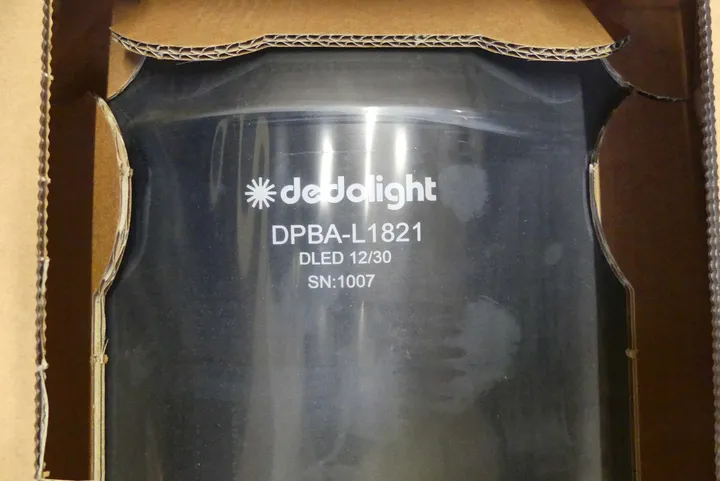 dedolight
DPBA-L1821
DLED 12/30
SN:1007